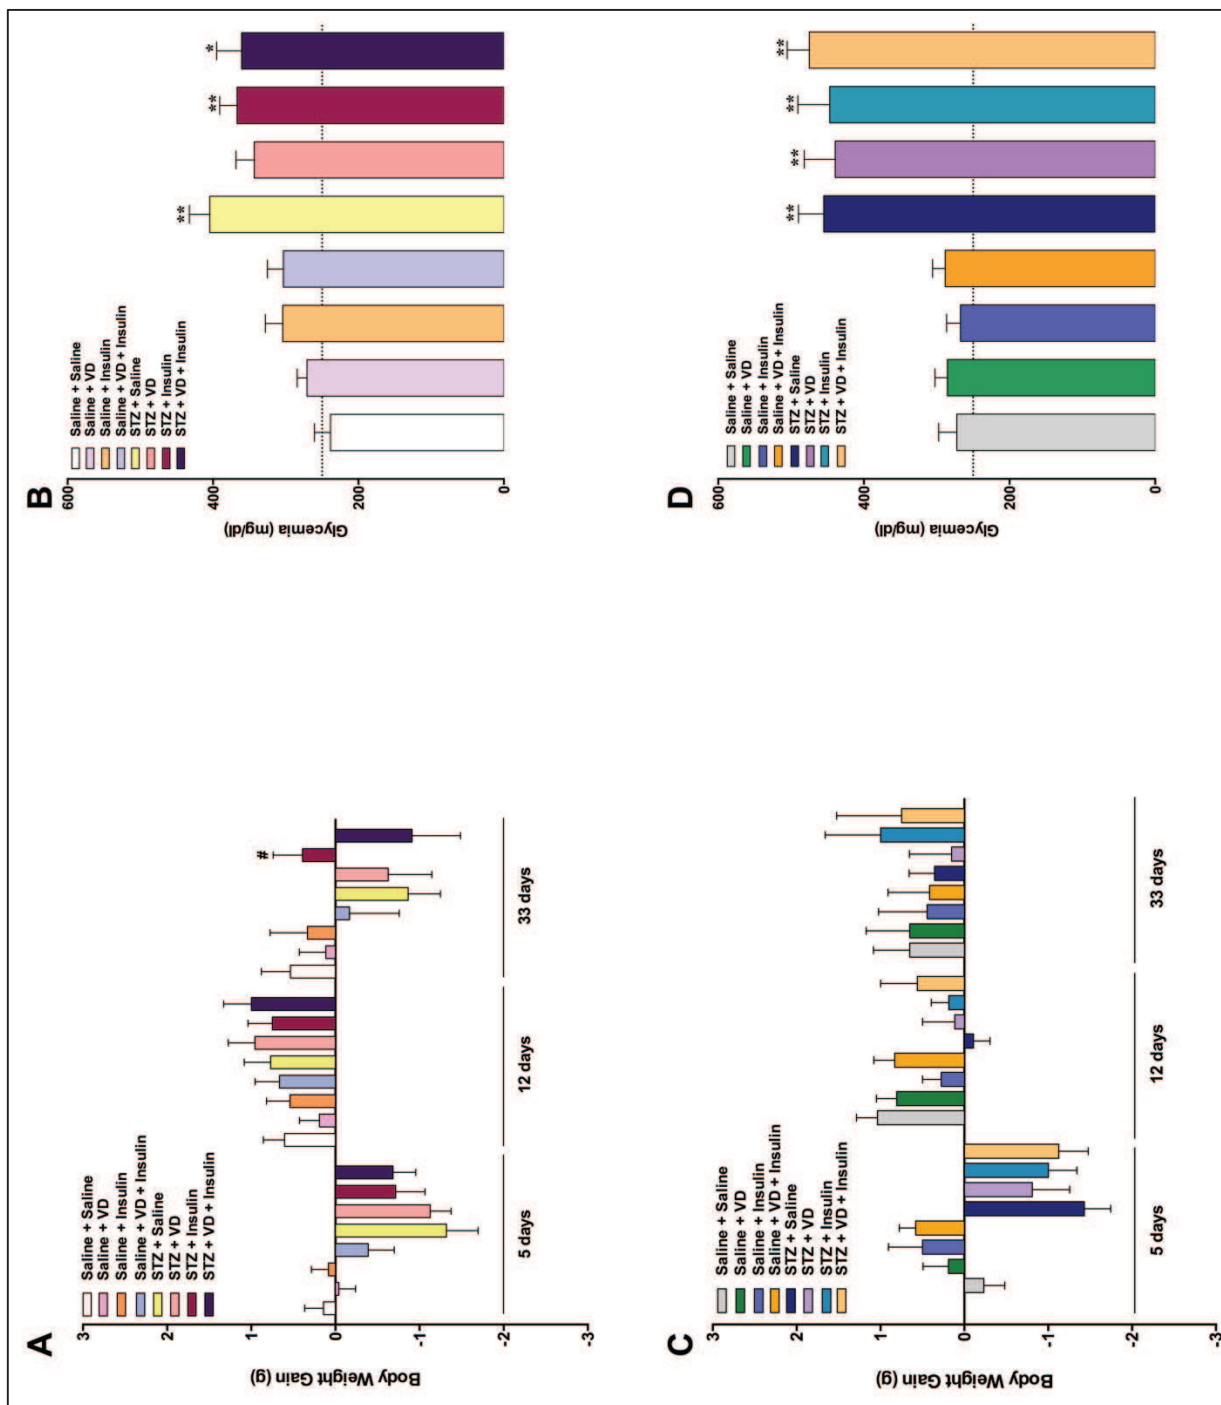 A
Saline + Saline
Saline + VD
Saline + Insulin
Saline + VD + Insulin
STZ + Saline
STZ + VD
STZ + Insulin
STZ + VD + Insulin
Body Weight Gain (g)
3
2
1
0
-1
-2
-3
#
5 days
12 days
33 days
B
Saline + Saline
Saline + VD
Saline + Insulin
Saline + VD + Insulin
STZ + Saline
STZ + VD
STZ + Insulin
STZ + VD + Insulin
Glycemia (mg/dl)
600
400
200
0
**
**
*
C
Saline + Saline
Saline + VD
Saline + Insulin
Saline + VD + Insulin
STZ + Saline
STZ + VD
STZ + Insulin
STZ + VD + Insulin
Body Weight Gain (g)
3
2
1
0
-1
-2
-3
5 days
12 days
33 days
D
Saline + Saline
Saline + VD
Saline + Insulin
Saline + VD + Insulin
STZ + Saline
STZ + VD
STZ + Insulin
STZ + VD + Insulin
Glycemia (mg/dl)
600
400
200
0
**
**
**
**